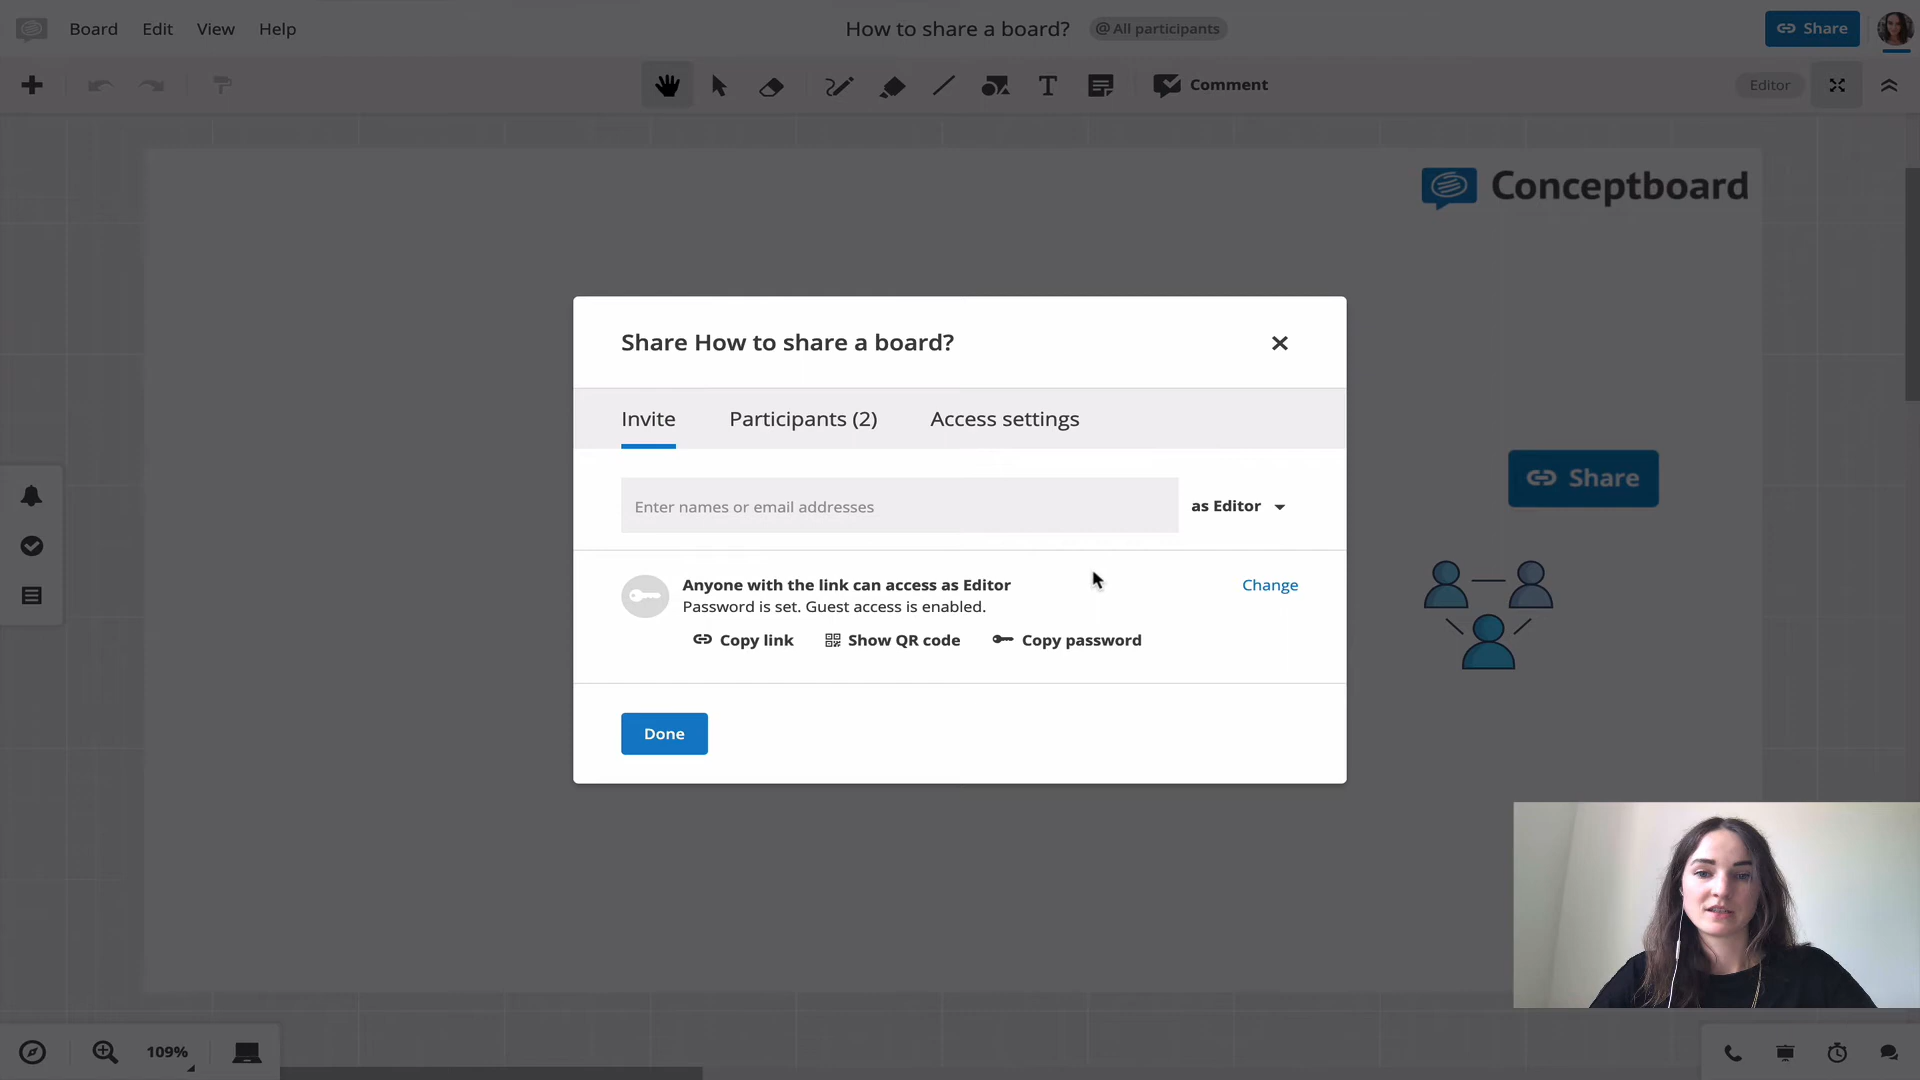 Board Edit View Help How to share a board? @ All participants Share
T Comment Editor
Conceptboard
Share How to share a board?
Invite Participants (2) Access settings
Enter names or email addresses as Editor
Share
Anyone with the link can access as Editor Change
Password is set. Guest access is enabled.
Copy link Show QR code Copy password
Done
109%